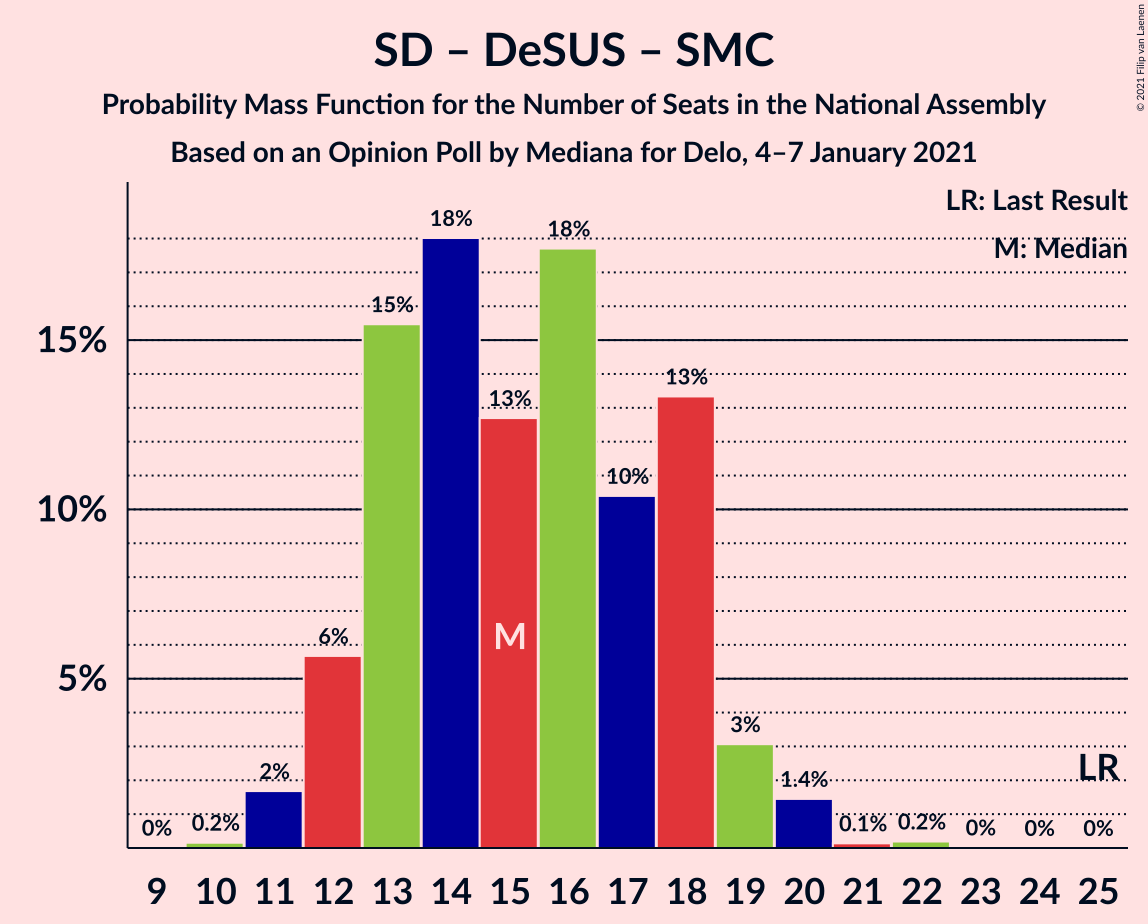 SD – DeSUS – SMC
Probability Mass Function for the Number of Seats in the National Assembly
Based on an Opinion Poll by Mediana for Delo, 4–7 January 2021
© 2021 Filip van Laenen
LR: Last Result
M: Median
15%
10%
5%
0%
0.2%
2%
6%
15%
18%
13%
18%
10%
13%
3%
1.4%
0.1%
0.2%
0%
0%
0%
M
LR
9 10 11 12 13 14 15 16 17 18 19 20 21 22 23 24 25